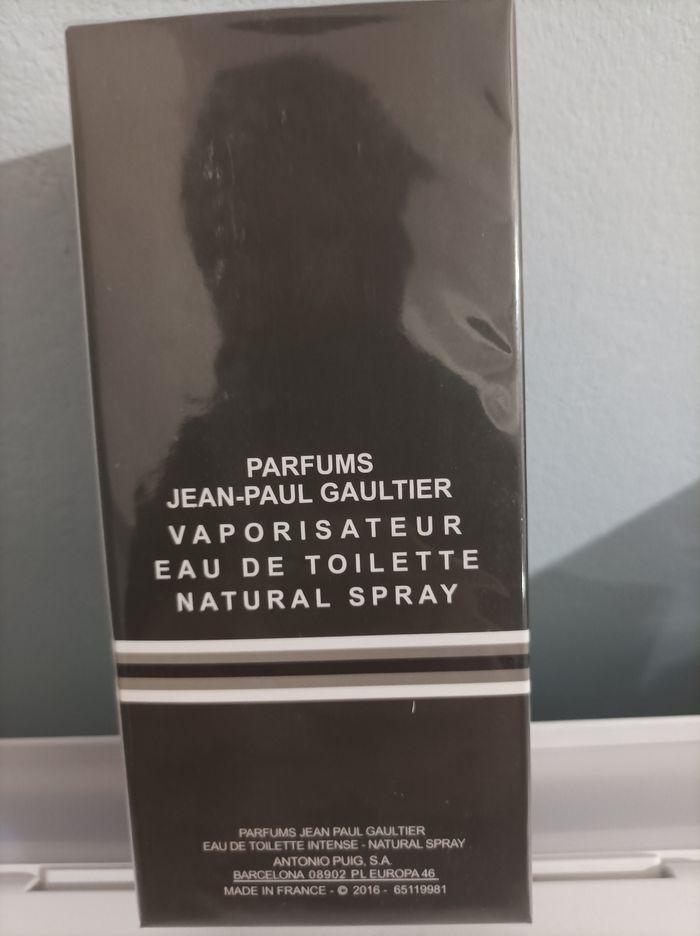 PARFUMS
JEAN-PAUL GAULTIER
VAPORISATEUR
EAU DE TOILETTE
NATURAL SPRAY
PARFUMS JEAN PAUL GAULTIER
EAU DE TOILETTE INTENSE - NATURAL SPRAY
ANTONIO PUIG, S.A.
BARCELONA 08902 PL EUROPA 46
MADE IN FRANCE - © 2016 - 65119981